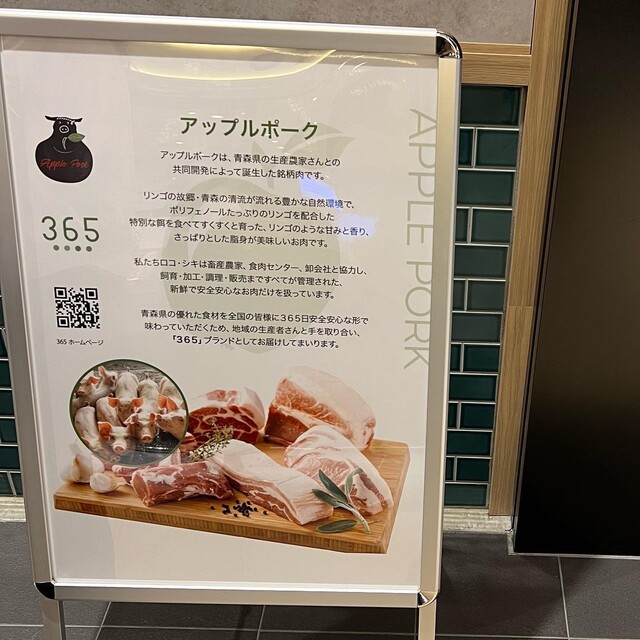 アップルポーク
アップルポークは、青森県の生産農家さんとの
共同開発によって誕生した銘柄肉です。
リンゴの故郷・青森の清流が流れる豊かな自然環境で、
ポリフェノールたっぷりのリンゴを配合した
特別な餌を食べてすくすくと育った、リンゴのような甘みと香り、
さっぱりとした脂身が美味しいお肉です。
私たちロコ・シキは畜産農家、食肉センター、卸会社と協力し、
飼育・加工・調理・販売まですべてが管理された、
新鮮で安全安心なお肉だけを扱っています。
青森県の優れた食材を全国の皆様に365日安全安心な形で
味わっていただくため、地域の生産者さんと手を取り合い、
「365」ブランドとしてお届けしてまいります。
Apple Pork
365
365 ホームページ
APPLE PORK